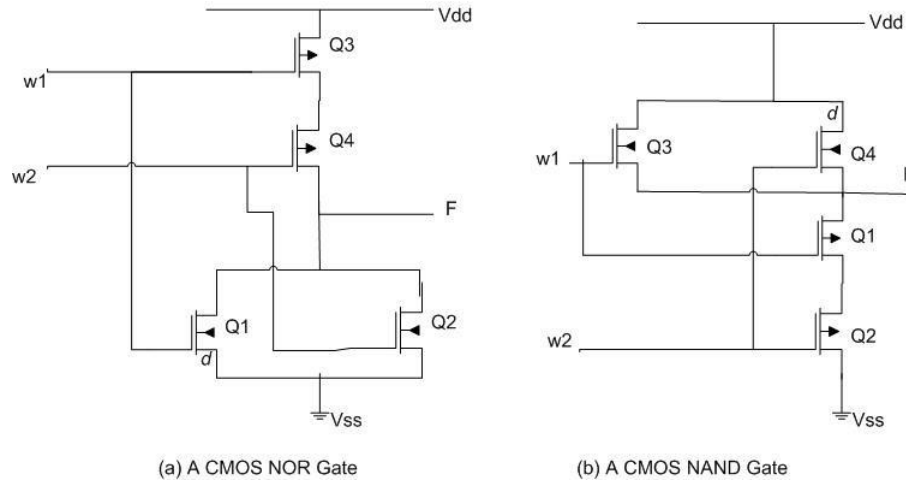 Vdd
Q3
w1
Q4
w2
F
Q1
d
Q2
Vss
(a) A CMOS NOR Gate
Vdd
d
Q3
Q4
w1
Q1
Q2
w2
Vss
(b) A CMOS NAND Gate